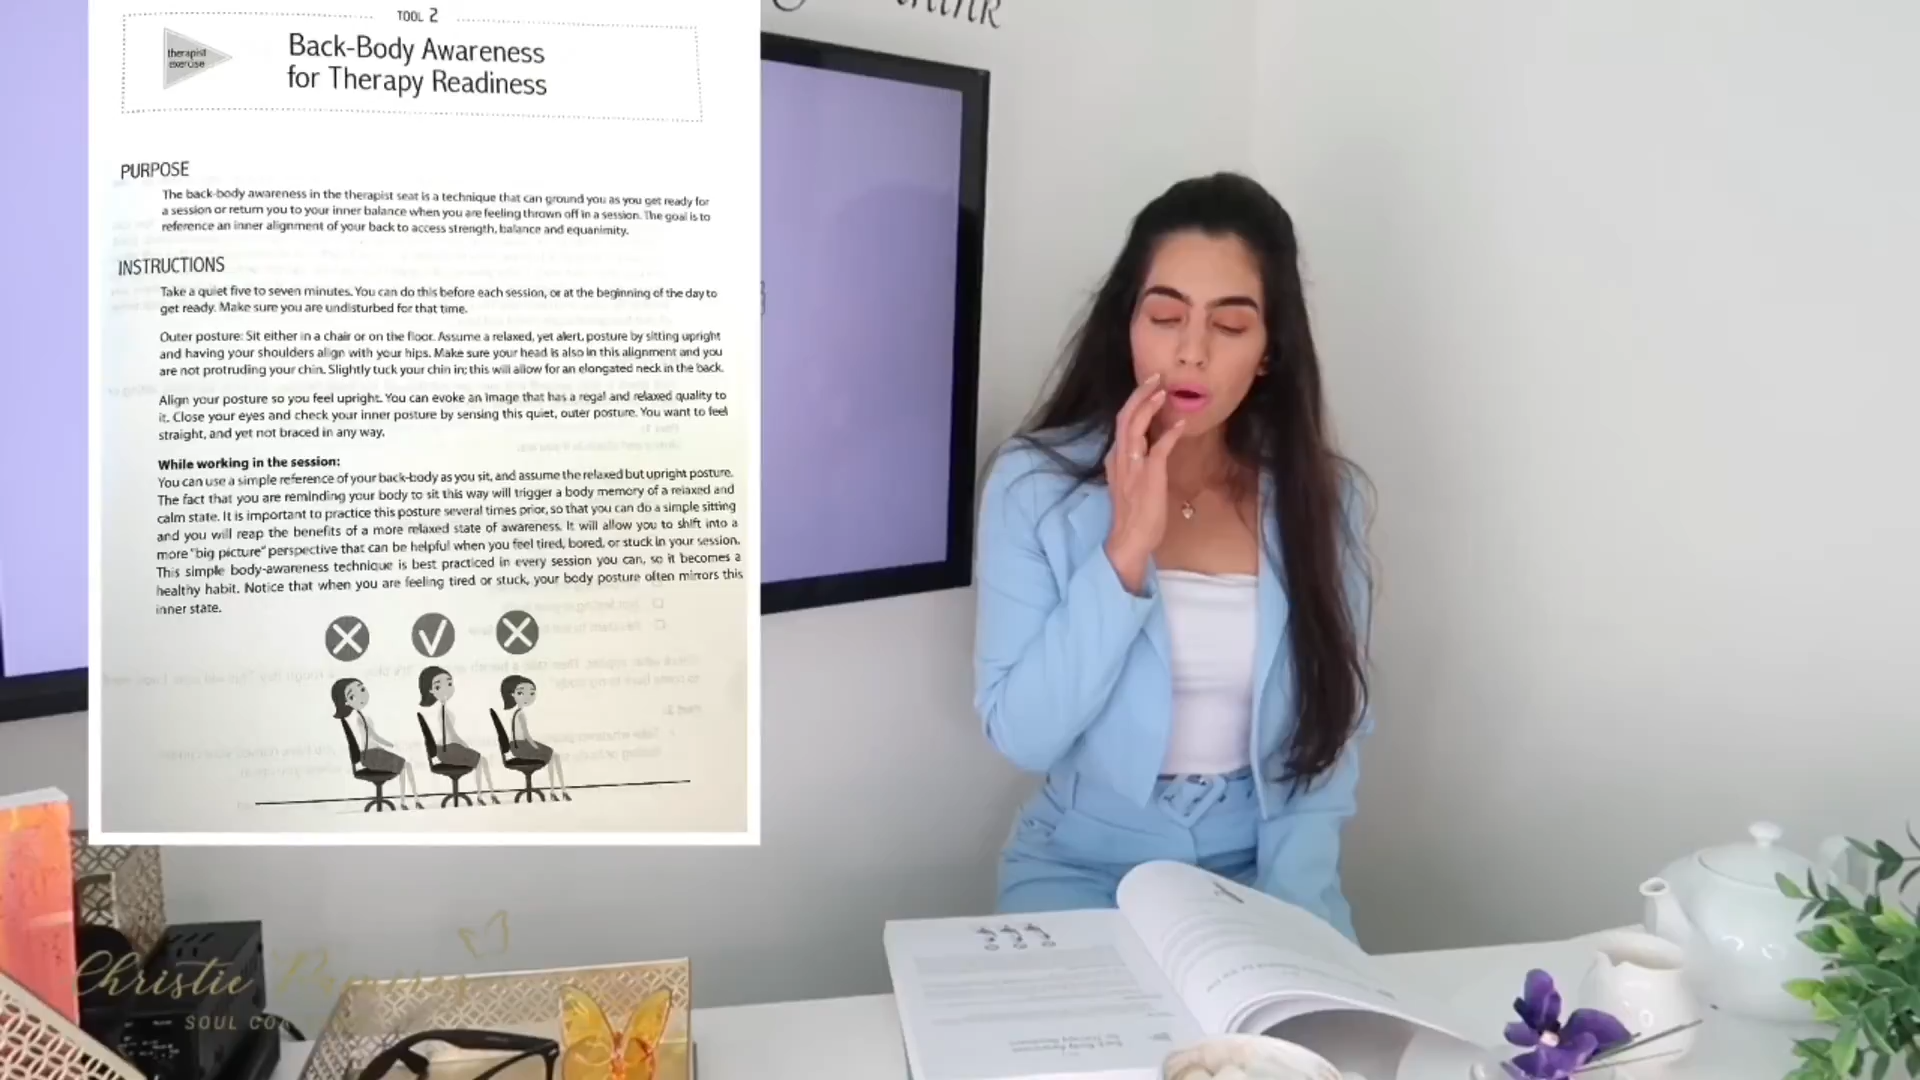 think
TOOL 2
therapist
exercise
Back-Body Awareness
for Therapy Readiness
PURPOSE
The back-body awareness in the therapist seat is a technique that can ground you as you get ready for
a session or return you to your inner balance when you are feeling thrown off in a session. The goal is to
reference an inner alignment of your back to access strength, balance and equanimity.
INSTRUCTIONS
Take a quiet five to seven minutes. You can do this before each session, or at the beginning of the day to
get ready. Make sure you are undisturbed for that time.
Outer posture: Sit either in a chair or on the floor. Assume a relaxed, yet alert, posture by sitting upright
and having your shoulders align with your hips. Make sure your head is also in this alignment and you
are not protruding your chin. Slightly tuck your chin in; this will allow for an elongated neck in the back.
Align your posture so you feel upright. You can evoke an image that has a regal and relaxed quality to
it. Close your eyes and check your inner posture by sensing this quiet, outer posture. You want to feel
straight, and yet not braced in any way.
While working in the session:
You can use a simple reference of your back-body as you sit, and assume the relaxed but upright posture.
The fact that you are reminding your body to sit this way will trigger a body memory of a relaxed and
calm state. It is important to practice this posture several times prior, so that you can do a simple sitting
and you will reap the benefits of a more relaxed state of awareness. It will allow you to shift into a
more "big picture" perspective that can be helpful when you feel tired, bored, or stuck in your session.
This simple body-awareness technique is best practiced in every session you can, so it becomes a
healthy habit. Notice that when you are feeling tired or stuck, your body posture often mirrors this
inner state.
Christie
SOUL